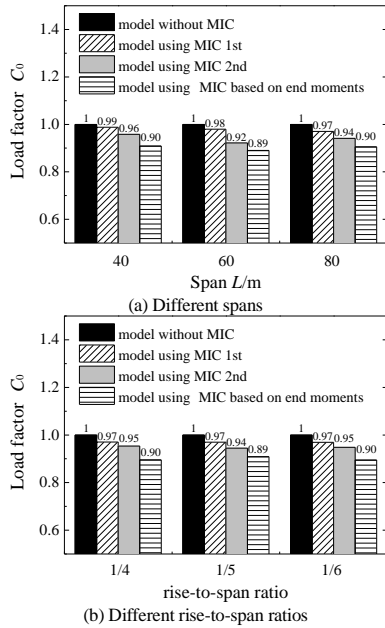 model without MIC
model using MIC 1st
model using MIC 2nd
model using MIC based on end moments
Load factor C0
1.4
1.2
1.0
0.8
0.6
1 0.99 0.96 0.90
1 0.98 0.92 0.89
1 0.97 0.94 0.90
40 60 80
Span L/m
(a) Different spans
model without MIC
model using MIC 1st
model using MIC 2nd
model using MIC based on end moments
Load factor C0
1.4
1.2
1.0
0.8
0.6
1 0.97 0.95 0.90
1 0.97 0.94 0.89
1 0.97 0.95 0.90
1/4 1/5 1/6
rise-to-span ratio
(b) Different rise-to-span ratios